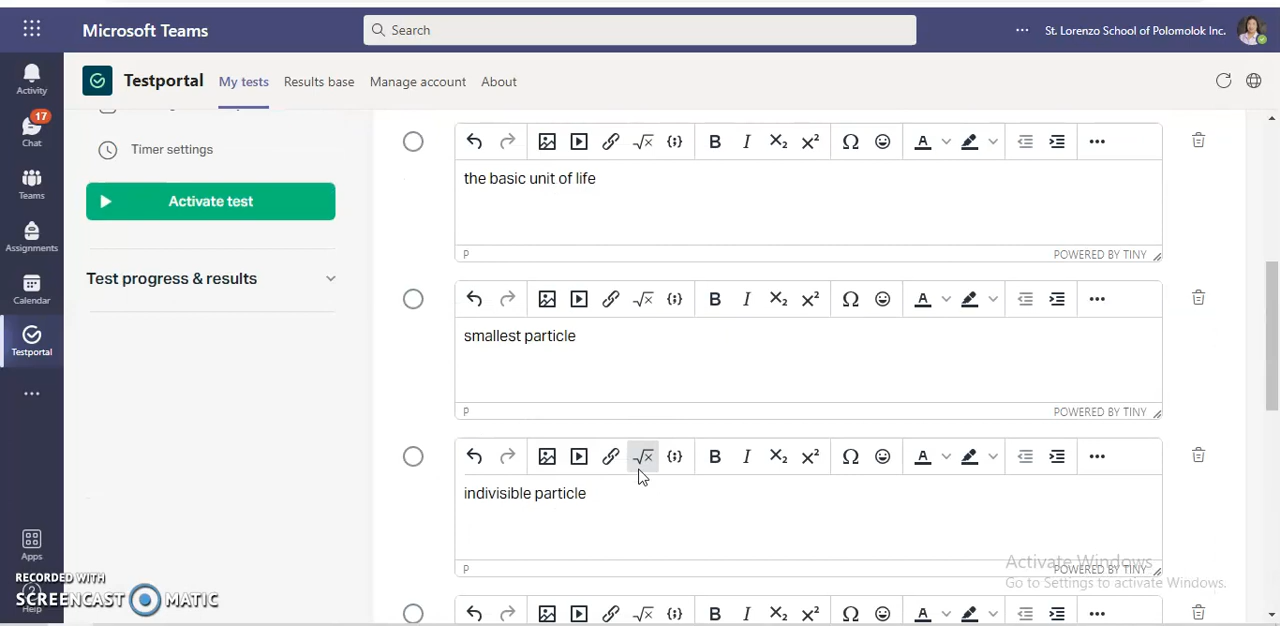 Microsoft Teams
Search
St. Lorenzo School of Polomolok Inc.
Activity
17
Chat
Teams
Assignments
Calendar
Testportal
Apps
Help
Testportal
My tests
Results base
Manage account
About
Timer settings
Activate test
Test progress & results
the basic unit of life
P
POWERED BY TINY
smallest particle
P
POWERED BY TINY
indivisible particle
P
POWERED BY TINY
Activate Windows
Go to Settings to activate Windows.
RECORDED WITH
SCREENCAST MATIC